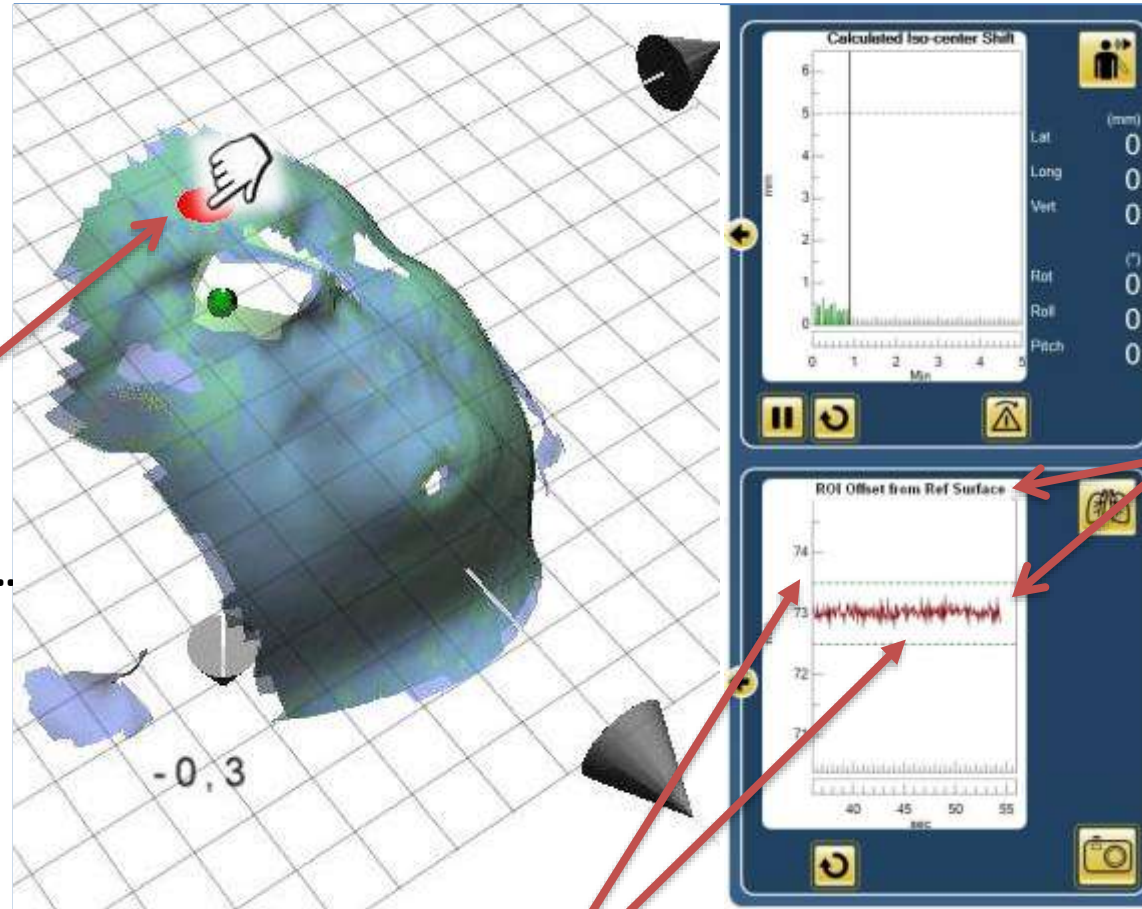 ..
-0,3
Calculated Iso-center Shift
mm
6
5
4
3
2
1
0
0 1 2 3 4 5
Min
(mm)
Lat 0
Long 0
Vert 0
(°)
Rot 0
Roll 0
Pitch 0
ROI Offset from Ref Surface
74
73
72
71
40 45 50 55
sec